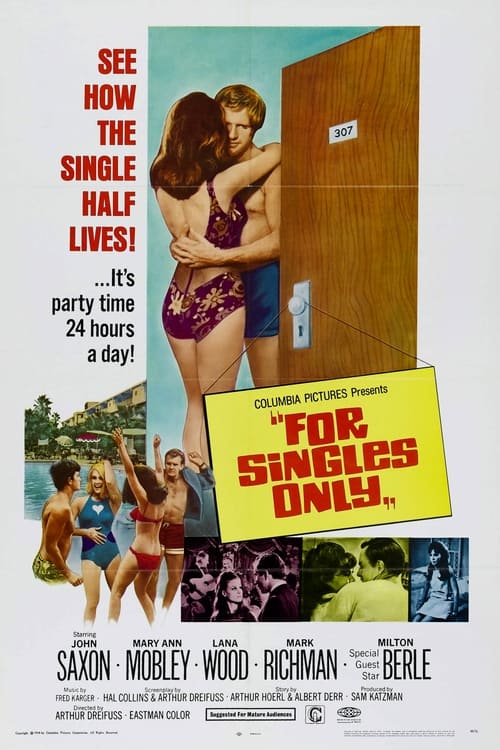 SEE
HOW
THE
SINGLE
HALF
LIVES!
...It's
party time
24 hours
a day!
307
COLUMBIA PICTURES Presents
"FOR
SINGLES
ONLY"
Starring
JOHN SAXON · MARY ANN MOBLEY · LANA WOOD · MARK RICHMAN · Special Guest Star MILTON BERLE
Music by FRED KARGER · Screenplay by HAL COLLINS & ARTHUR DREIFUSS · Story by ARTHUR HOERL & ALBERT DERR · Produced by SAM KATZMAN
Directed by ARTHUR DREIFUSS · EASTMAN COLOR
Suggested For Mature Audiences